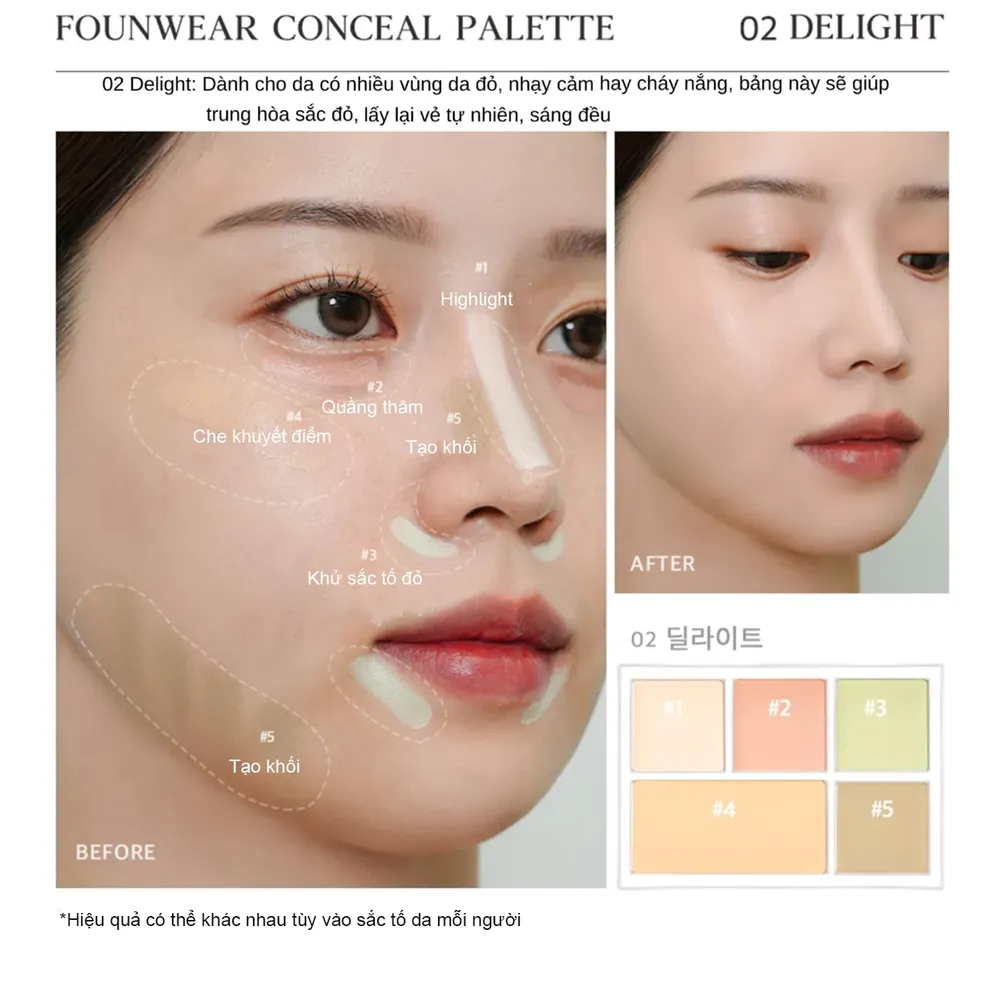 FOUNWEAR CONCEAL PALETTE
02 DELIGHT
02 Delight: Dành cho da có nhiều vùng da đỏ, nhạy cảm hay cháy nắng, bảng này sẽ giúp
trung hòa sắc đỏ, lấy lại vẻ tự nhiên, sáng đều
#1
Highlight
#2
Quầng thâm
#4
Che khuyết điểm
#5
Tạo khối
#3
Khử sắc tố đỏ
#5
Tạo khối
BEFORE
AFTER
02 딜라이트
#1
#2
#3
#4
#5
*Hiệu quả có thể khác nhau tùy vào sắc tố da mỗi người